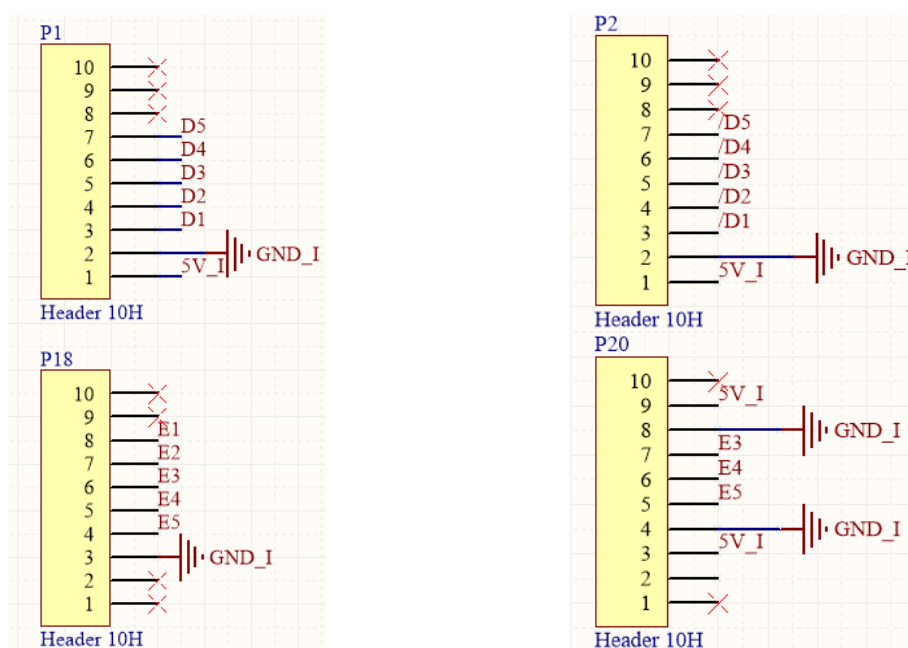 P1
10
9
8
7 D5
6 D4
5 D3
4 D2
3 D1
2 GND_I
1 5V_I
Header 10H
P2
10
9
8
7 /D5
6 /D4
5 /D3
4 /D2
3 /D1
2 GND_I
1 5V_I
Header 10H
P18
10
9
8 E1
7 E2
6 E3
5 E4
4 E5
3 GND_I
2
1
Header 10H
P20
10
9 5V_I
8 GND_I
7 E3
6 E4
5 E5
4 GND_I
3 5V_I
2
1
Header 10H